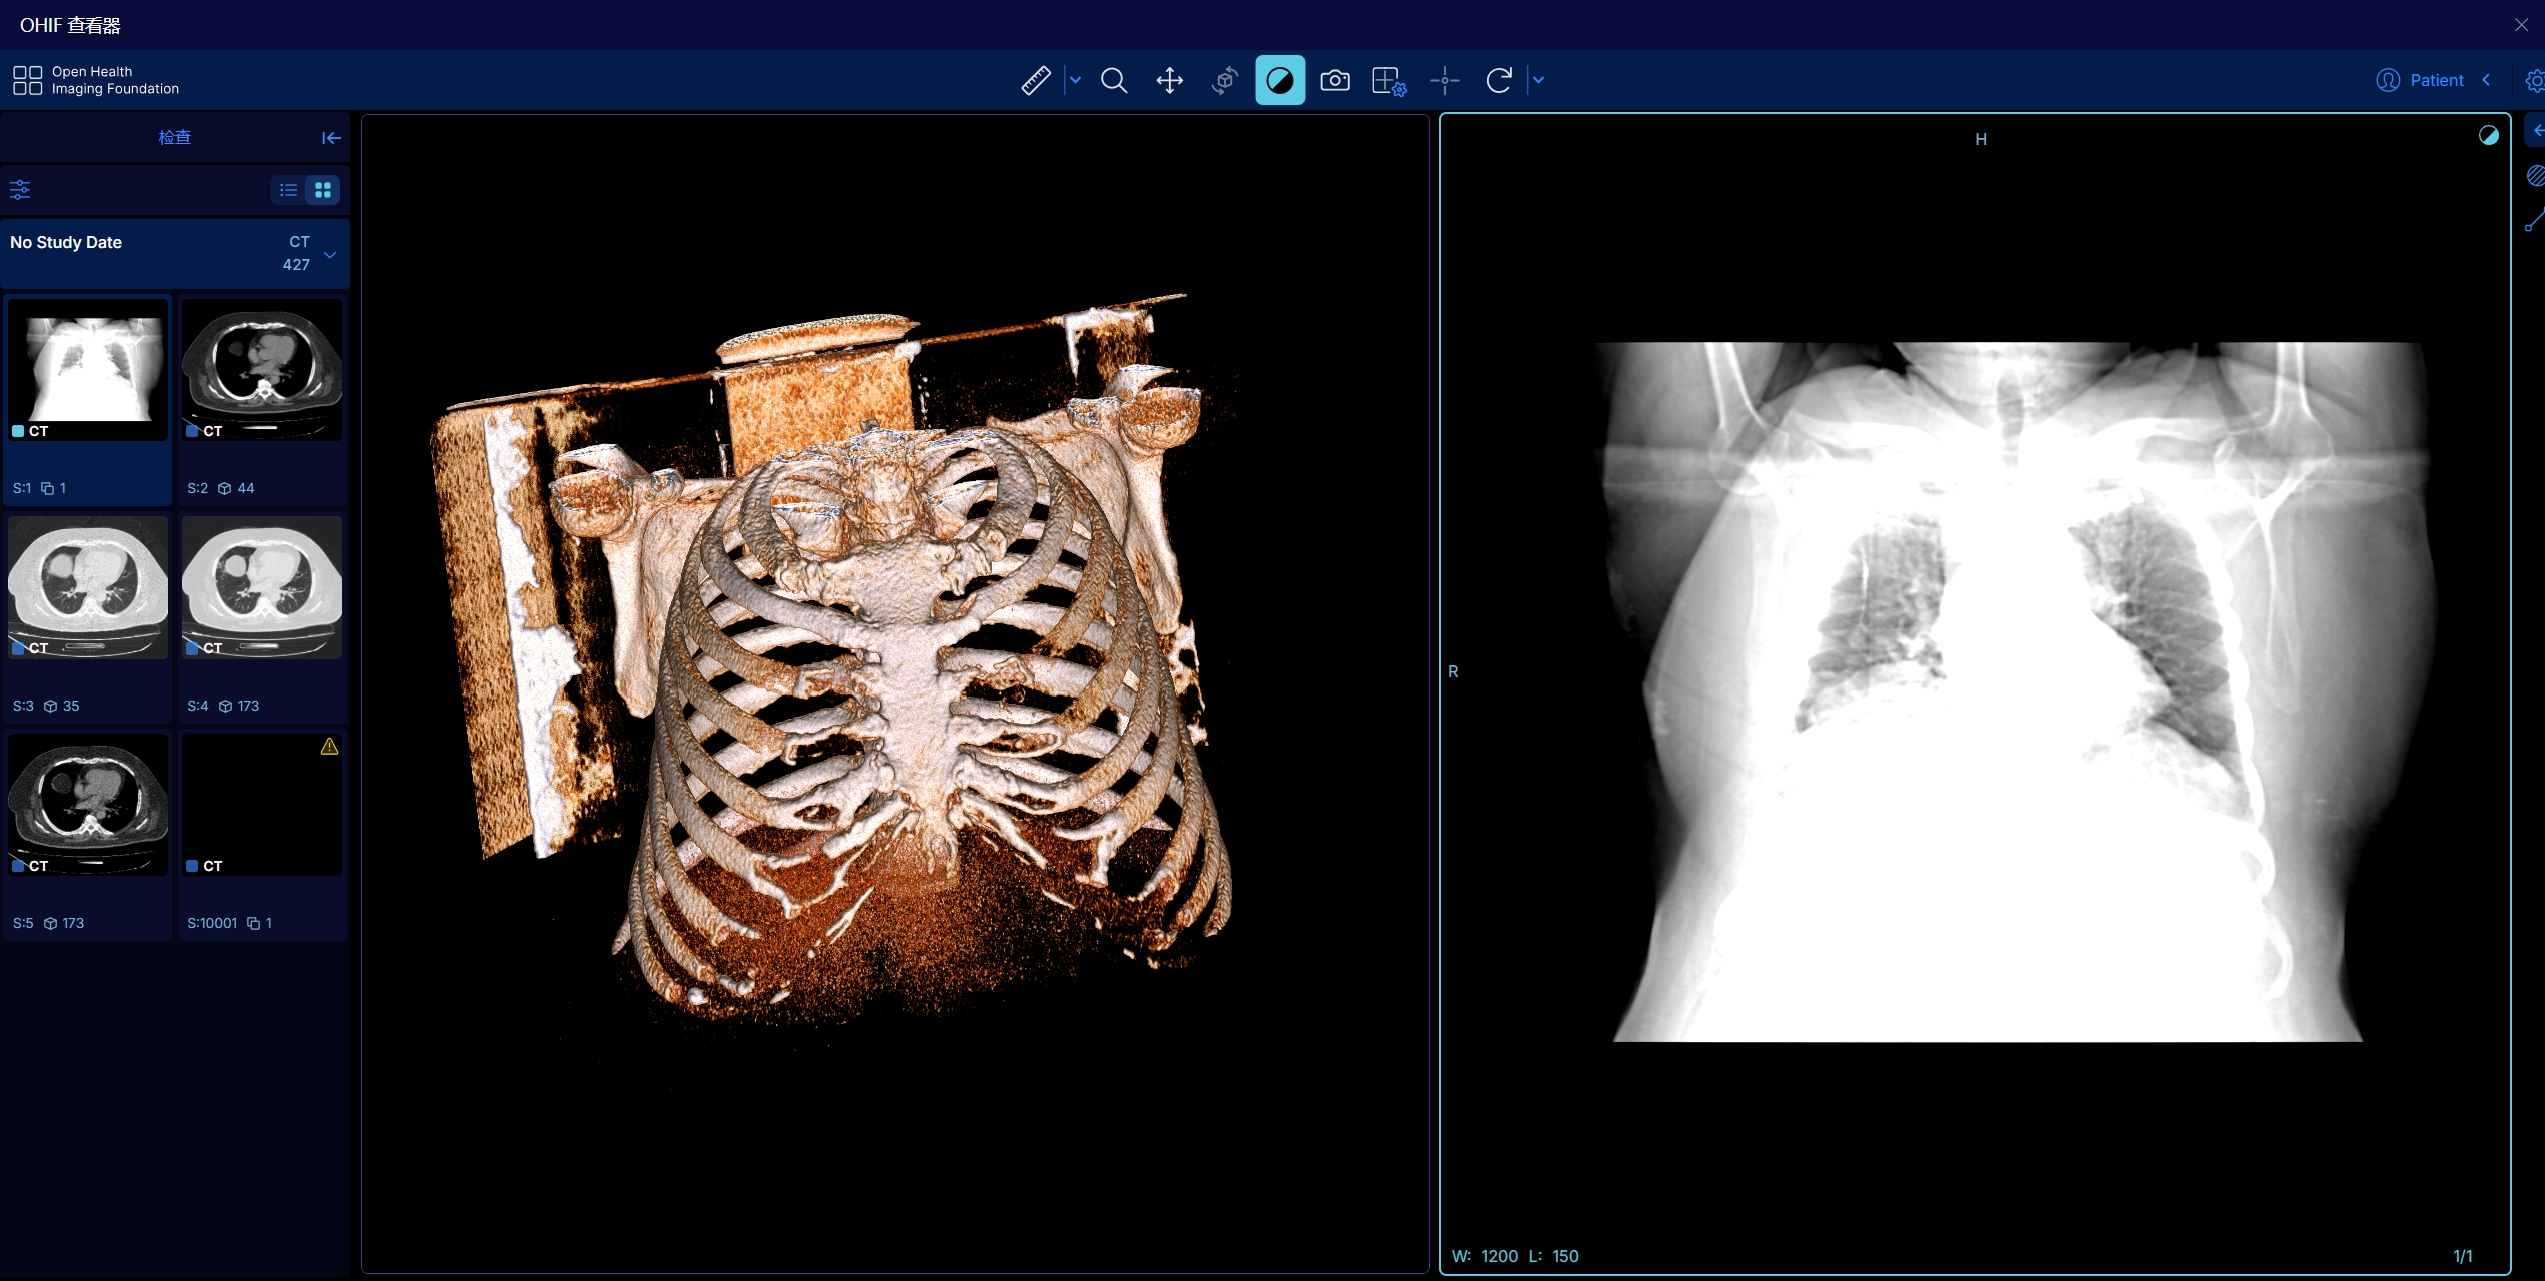 OHIF 查看器
Open Health
Imaging Foundation
Patient
检查
No Study Date
CT
427
CT
S:1 1
CT
S:2 44
CT
S:3 35
CT
S:4 173
CT
S:5 173
CT
S:10001 1
H
R
W: 1200 L: 150
1/1